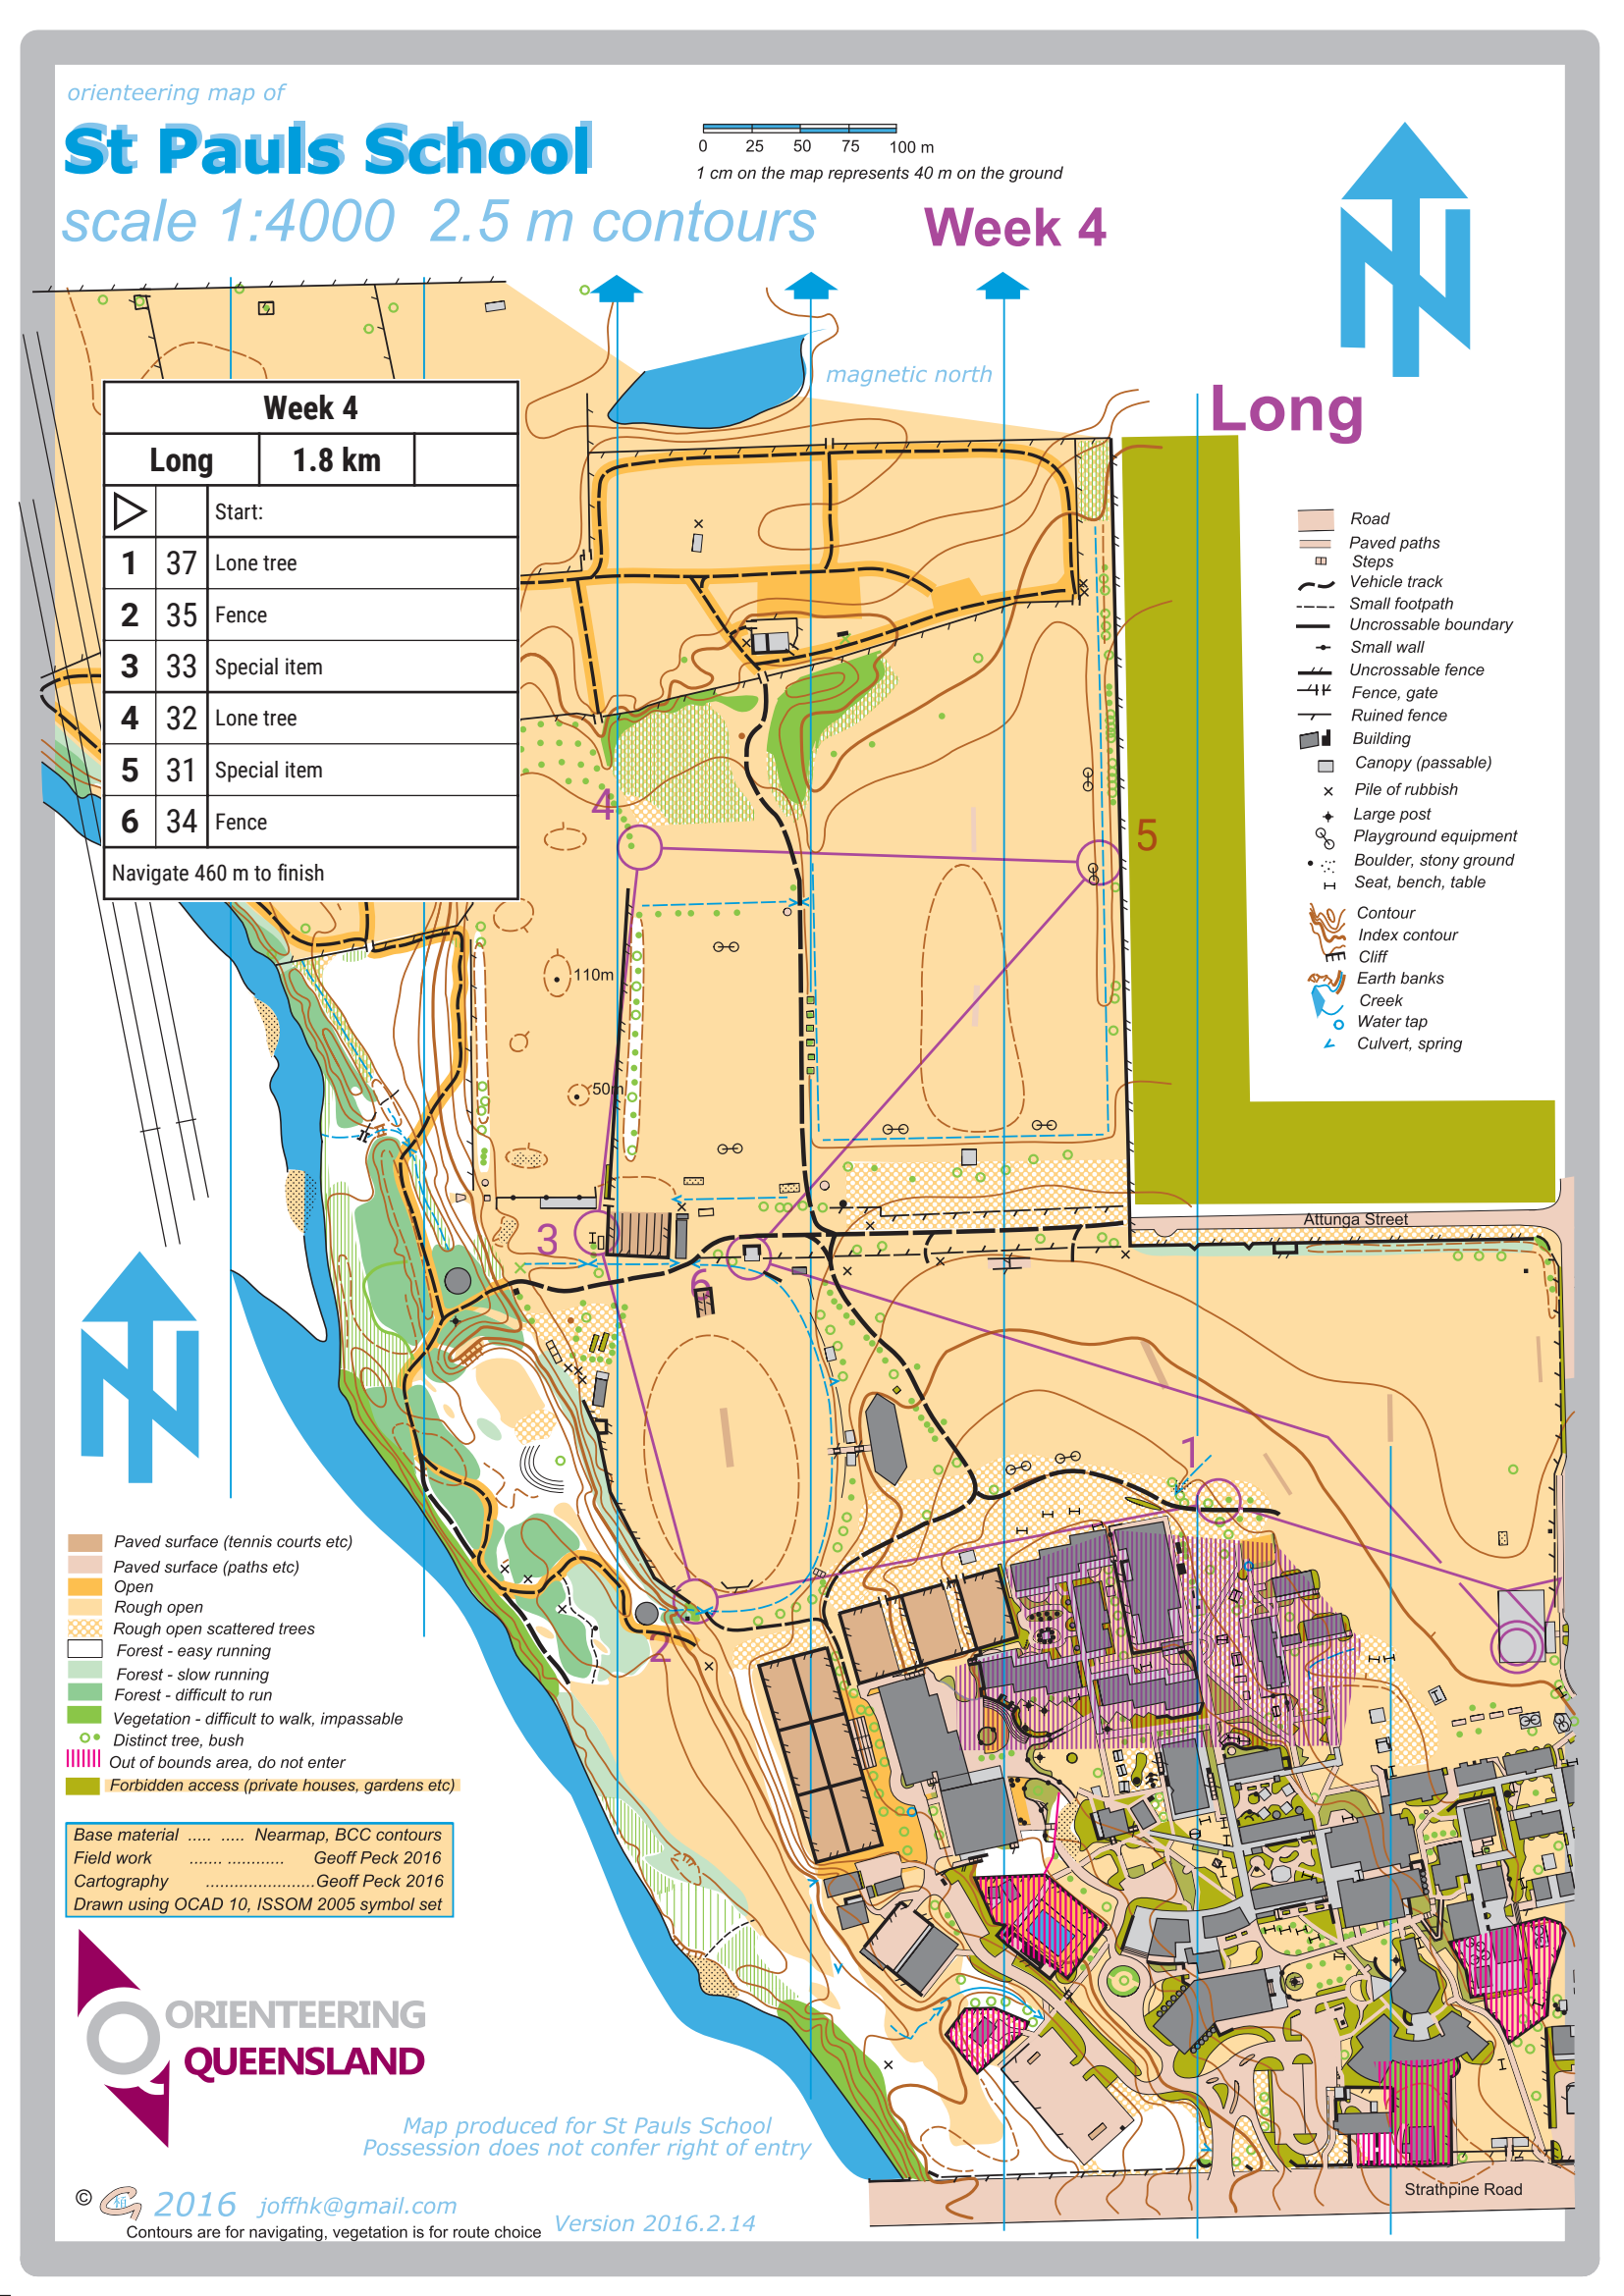 orienteering map of
St Pauls School
scale 1:4000 2.5 m contours
0 25 50 75 100 m
1 cm on the map represents 40 m on the ground
Week 4
N
magnetic north
Long
Week 4
Long 1.8 km
Start:
1 37 Lone tree
2 35 Fence
3 33 Special item
4 32 Lone tree
5 31 Special item
6 34 Fence
Navigate 460 m to finish
Road
Paved paths
Steps
Vehicle track
Small footpath
Uncrossable boundary
Small wall
Uncrossable fence
Fence, gate
Ruined fence
Building
Canopy (passable)
Pile of rubbish
Large post
Playground equipment
Boulder, stony ground
Seat, bench, table
Contour
Index contour
Cliff
Earth banks
Creek
Water tap
Culvert, spring
4
5
110m
50m
3
6
Attunga Street
N
1
2
Paved surface (tennis courts etc)
Paved surface (paths etc)
Open
Rough open
Rough open scattered trees
Forest - easy running
Forest - slow running
Forest - difficult to run
Vegetation - difficult to walk, impassable
Distinct tree, bush
Out of bounds area, do not enter
Forbidden access (private houses, gardens etc)
Base material ..... ..... Nearmap, BCC contours
Field work ....... ............ Geoff Peck 2016
Cartography .......................Geoff Peck 2016
Drawn using OCAD 10, ISSOM 2005 symbol set
ORIENTEERING
QUEENSLAND
Map produced for St Pauls School
Possession does not confer right of entry
© 2016 joffhk@gmail.com
Version 2016.2.14
Contours are for navigating, vegetation is for route choice
Strathpine Road